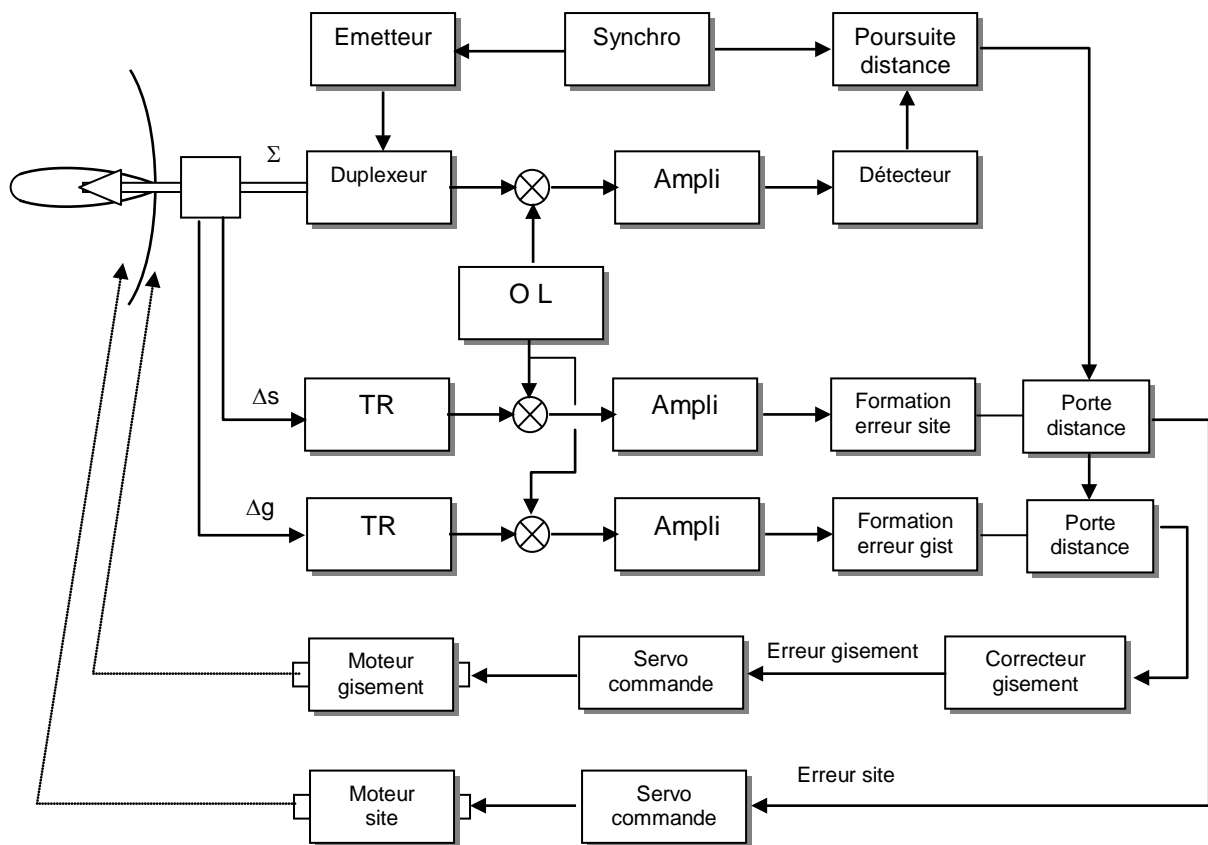 Emetteur
Synchro
Poursuite
distance
Σ
Duplexeur
Ampli
Détecteur
O L
Δs
TR
Ampli
Formation
erreur site
Porte
distance
Δg
TR
Ampli
Formation
erreur gist
Porte
distance
Moteur
gisement
Servo
commande
Erreur gisement
Correcteur
gisement
Moteur
site
Servo
commande
Erreur site